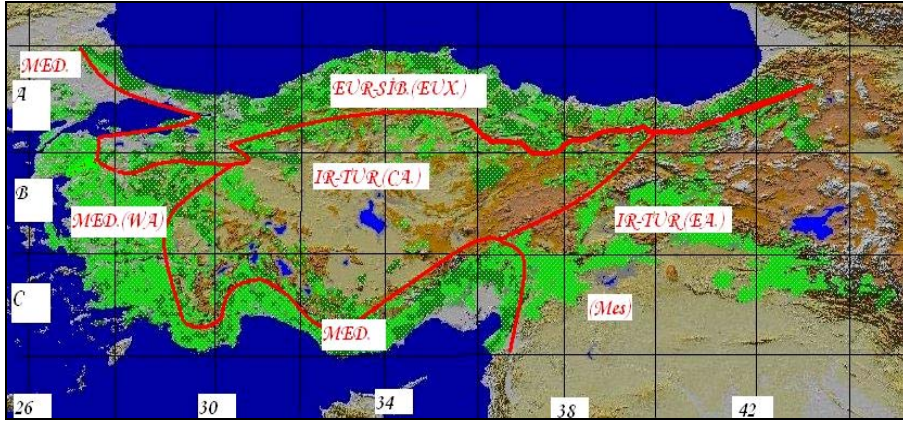 MED.
A
EUR-SİB.(EUX.)
IR-TUR(CA.)
B
MED.(WA)
IR-TUR.(EA.)
C
(Mes)
MED.
26
30
34
38
42